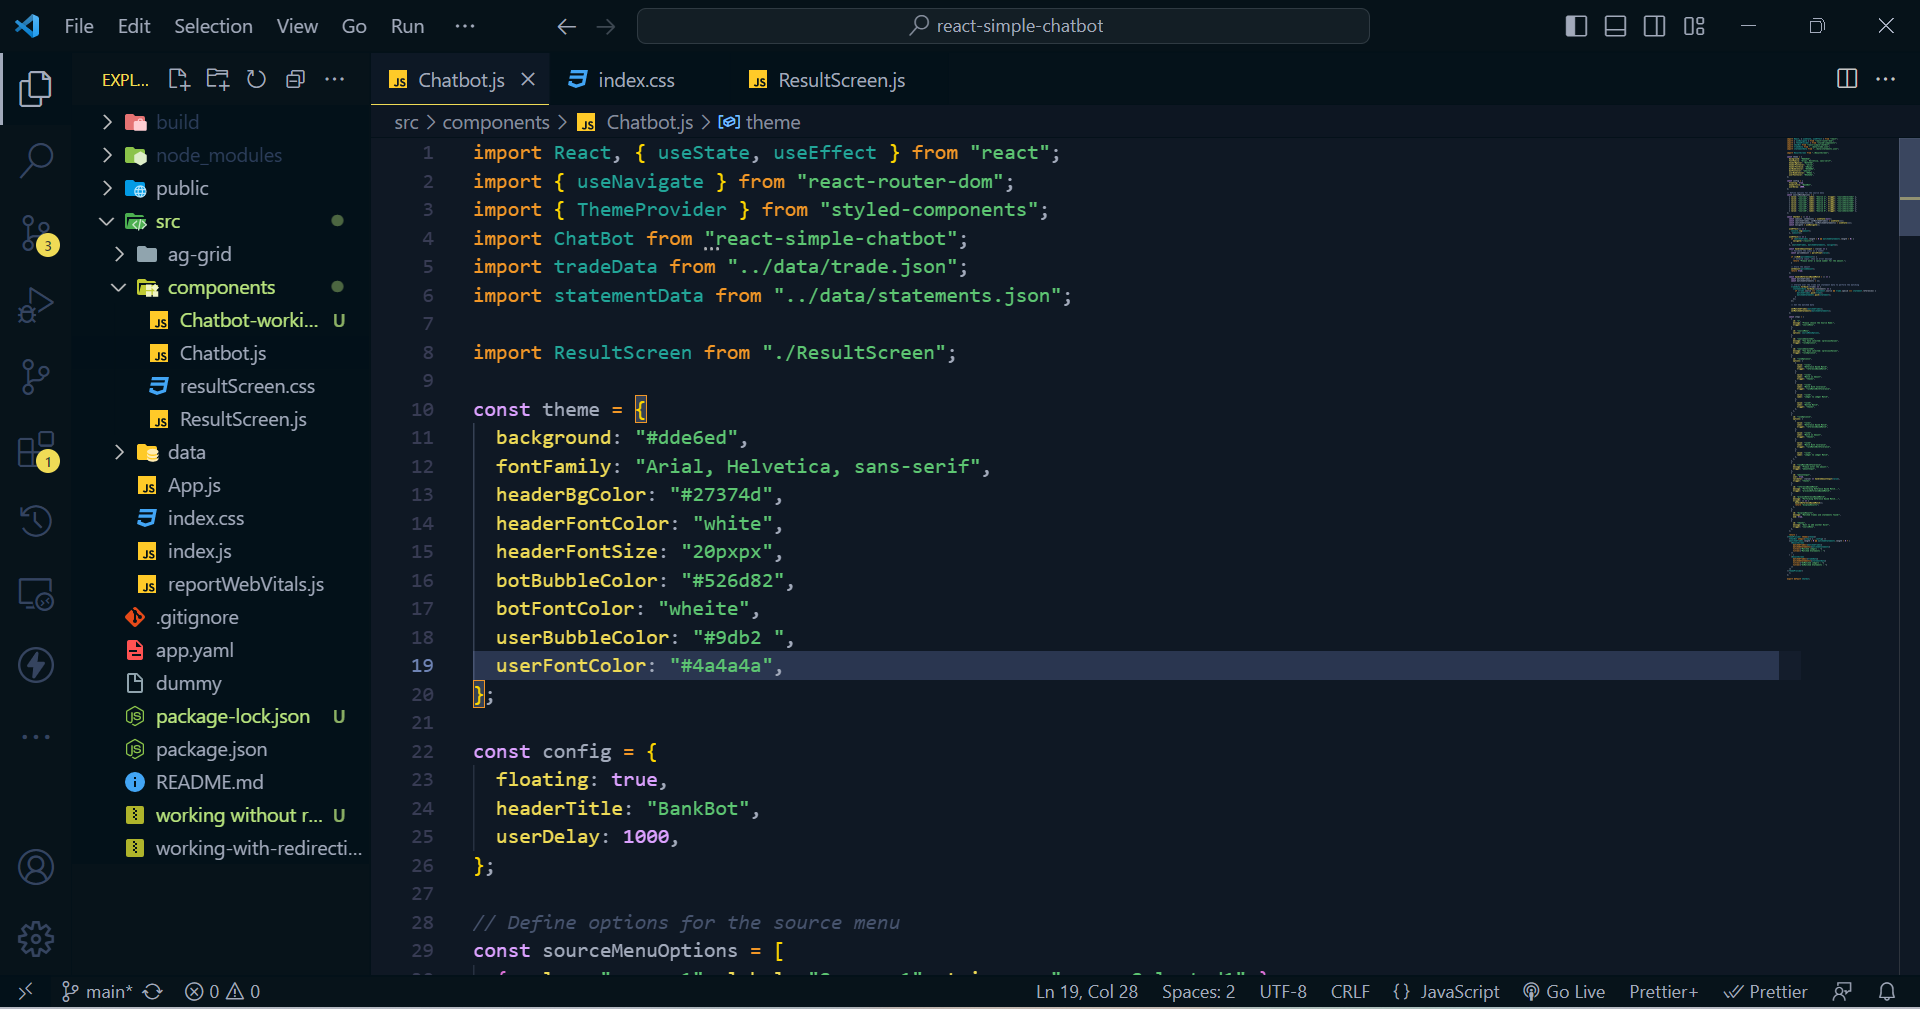 File Edit Selection View Go Run ... react-simple-chatbot
EXPL...
build
node_modules
public
src
ag-grid
components
Chatbot-worki... U
Chatbot.js
resultScreen.css
ResultScreen.js
data
App.js
index.css
index.js
reportWebVitals.js
.gitignore
app.yaml
dummy
package-lock.json U
package.json
README.md
working without r... U
working-with-redirecti...
3
1
Chatbot.js index.css ResultScreen.js
src > components > Chatbot.js > theme
1 import React, { useState, useEffect } from "react";
2 import { useNavigate } from "react-router-dom";
3 import { ThemeProvider } from "styled-components";
4 import ChatBot from "react-simple-chatbot";
5 import tradeData from "../data/trade.json";
6 import statementData from "../data/statements.json";
7
8 import ResultScreen from "./ResultScreen";
9
10 const theme = {
11 background: "#dde6ed",
12 fontFamily: "Arial, Helvetica, sans-serif",
13 headerBgColor: "#27374d",
14 headerFontColor: "white",
15 headerFontSize: "20pxpx",
16 botBubbleColor: "#526d82",
17 botFontColor: "wheite",
18 userBubbleColor: "#9db2 ",
19 userFontColor: "#4a4a4a",
20 };
21
22 const config = {
23 floating: true,
24 headerTitle: "BankBot",
25 userDelay: 1000,
26 };
27
28 // Define options for the source menu
29 const sourceMenuOptions = [
main* 0 0 Ln 19, Col 28 Spaces: 2 UTF-8 CRLF {} JavaScript Go Live Prettier+ Prettier